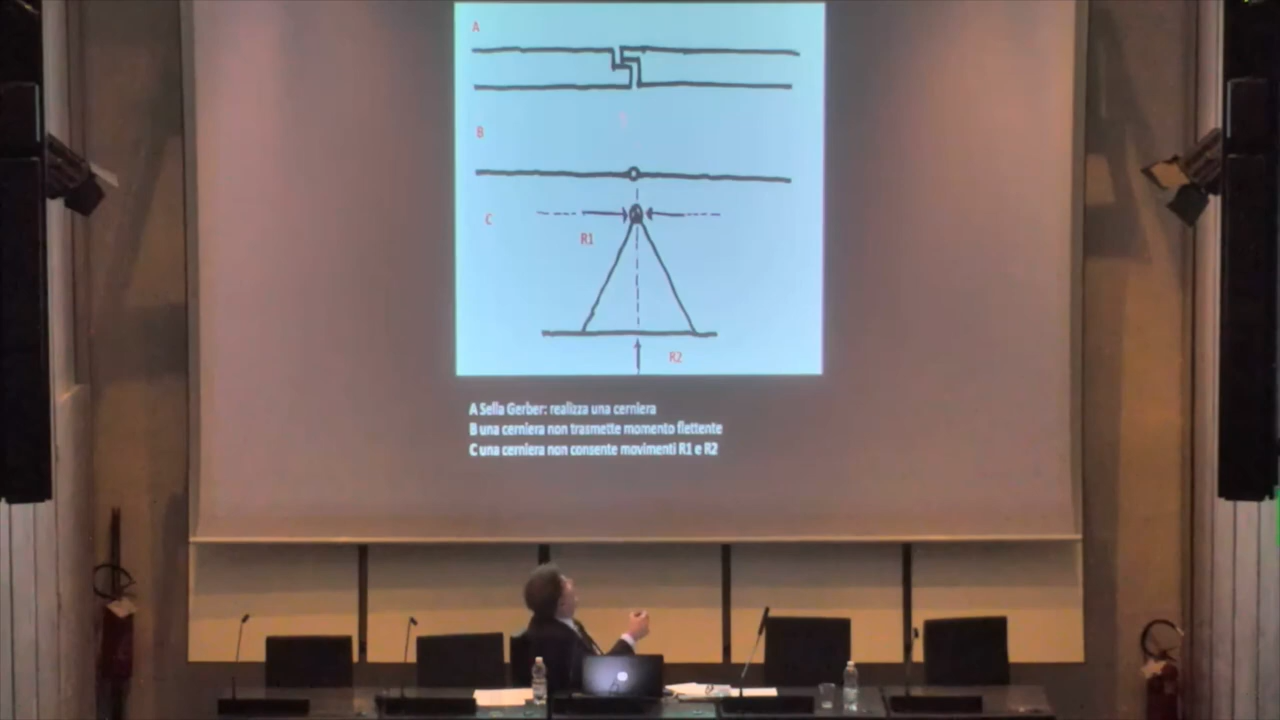 A
B
C
R1
R2
A Sella Gerber: realizza una cerniera
B una cerniera non trasmette momento flettente
C una cerniera non consente movimenti R1 e R2